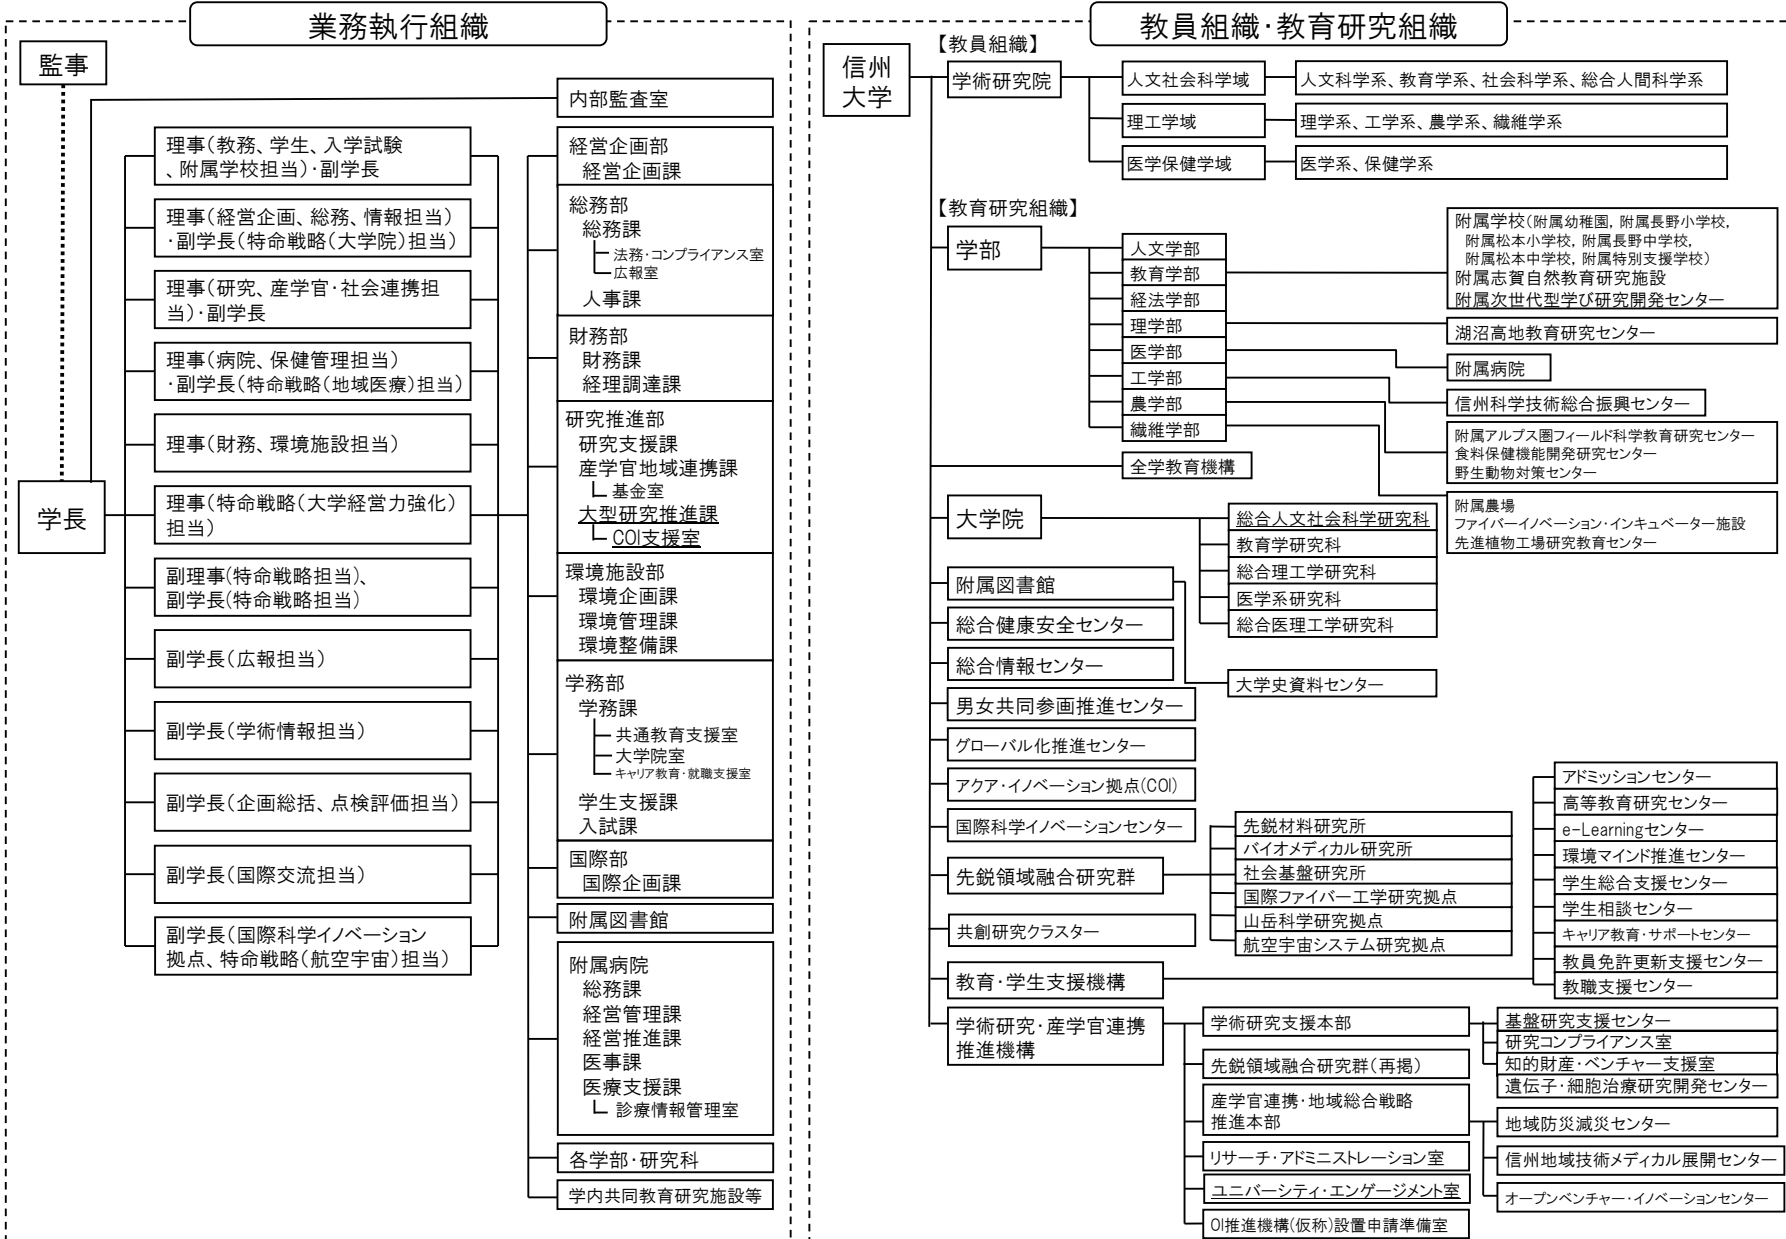 業務執行組織
監事
学長
内部監査室
理事(教務、学生、入学試験
、附属学校担当)・副学長
理事(経営企画、総務、情報担当)
・副学長(特命戦略(大学院)担当)
理事(研究、産学官・社会連携担
当)・副学長
理事(病院、保健管理担当)
・副学長(特命戦略(地域医療)担当)
理事(財務、環境施設担当)
理事(特命戦略(大学経営力強化)
担当)
副理事(特命戦略担当)、
副学長(特命戦略担当)
副学長(広報担当)
副学長(学術情報担当)
副学長(企画総括、点検評価担当)
副学長(国際交流担当)
副学長(国際科学イノベーション
拠点、特命戦略(航空宇宙)担当)
経営企画部
経営企画課
総務部
総務課
法務・コンプライアンス室
広報室
人事課
財務部
財務課
経理調達課
研究推進部
研究支援課
産学官地域連携課
基金室
大型研究推進課
COI支援室
環境施設部
環境企画課
環境管理課
環境整備課
学務部
学務課
共通教育支援室
大学院室
キャリア教育・就職支援室
学生支援課
入試課
国際部
国際企画課
附属図書館
附属病院
総務課
経営管理課
経営推進課
医事課
医療支援課
診療情報管理室
各学部・研究科
学内共同教育研究施設等
教員組織・教育研究組織
信州
大学
【教員組織】
学術研究院
人文社会科学域
人文科学系、教育学系、社会科学系、総合人間科学系
理工学域
理学系、工学系、農学系、繊維学系
医学保健学域
医学系、保健学系
【教育研究組織】
学部
人文学部
教育学部
経法学部
理学部
医学部
工学部
農学部
繊維学部
附属学校(附属幼稚園, 附属長野小学校,
附属松本小学校, 附属長野中学校,
附属松本中学校, 附属特別支援学校)
附属志賀自然教育研究施設
附属次世代型学び研究開発センター
湖沼高地教育研究センター
附属病院
信州科学技術総合振興センター
附属アルプス圏フィールド科学教育研究センター
食料保健機能開発研究センター
野生動物対策センター
附属農場
ファイバーイノベーション・インキュベーター施設
先進植物工場研究教育センター
全学教育機構
大学院
総合人文社会科学研究科
教育学研究科
総合理工学研究科
医学系研究科
総合医理工学研究科
附属図書館
大学史資料センター
総合健康安全センター
総合情報センター
男女共同参画推進センター
グローバル化推進センター
アクア・イノベーション拠点(COI)
国際科学イノベーションセンター
先鋭領域融合研究群
先鋭材料研究所
バイオメディカル研究所
社会基盤研究所
国際ファイバー工学研究拠点
山岳科学研究拠点
航空宇宙システム研究拠点
共創研究クラスター
教育・学生支援機構
アドミッションセンター
高等教育研究センター
e-Learningセンター
環境マインド推進センター
学生総合支援センター
学生相談センター
キャリア教育・サポートセンター
教員免許更新支援センター
教職支援センター
学術研究・産学官連携
推進機構
学術研究支援本部
基盤研究支援センター
研究コンプライアンス室
知的財産・ベンチャー支援室
遺伝子・細胞治療研究開発センター
先鋭領域融合研究群(再掲)
産学官連携・地域総合戦略
推進本部
地域防災減災センター
信州地域技術メディカル展開センター
オープンベンチャー・イノベーションセンター
リサーチ・アドミニストレーション室
ユニバーシティ・エンゲージメント室
OI推進機構(仮称)設置申請準備室